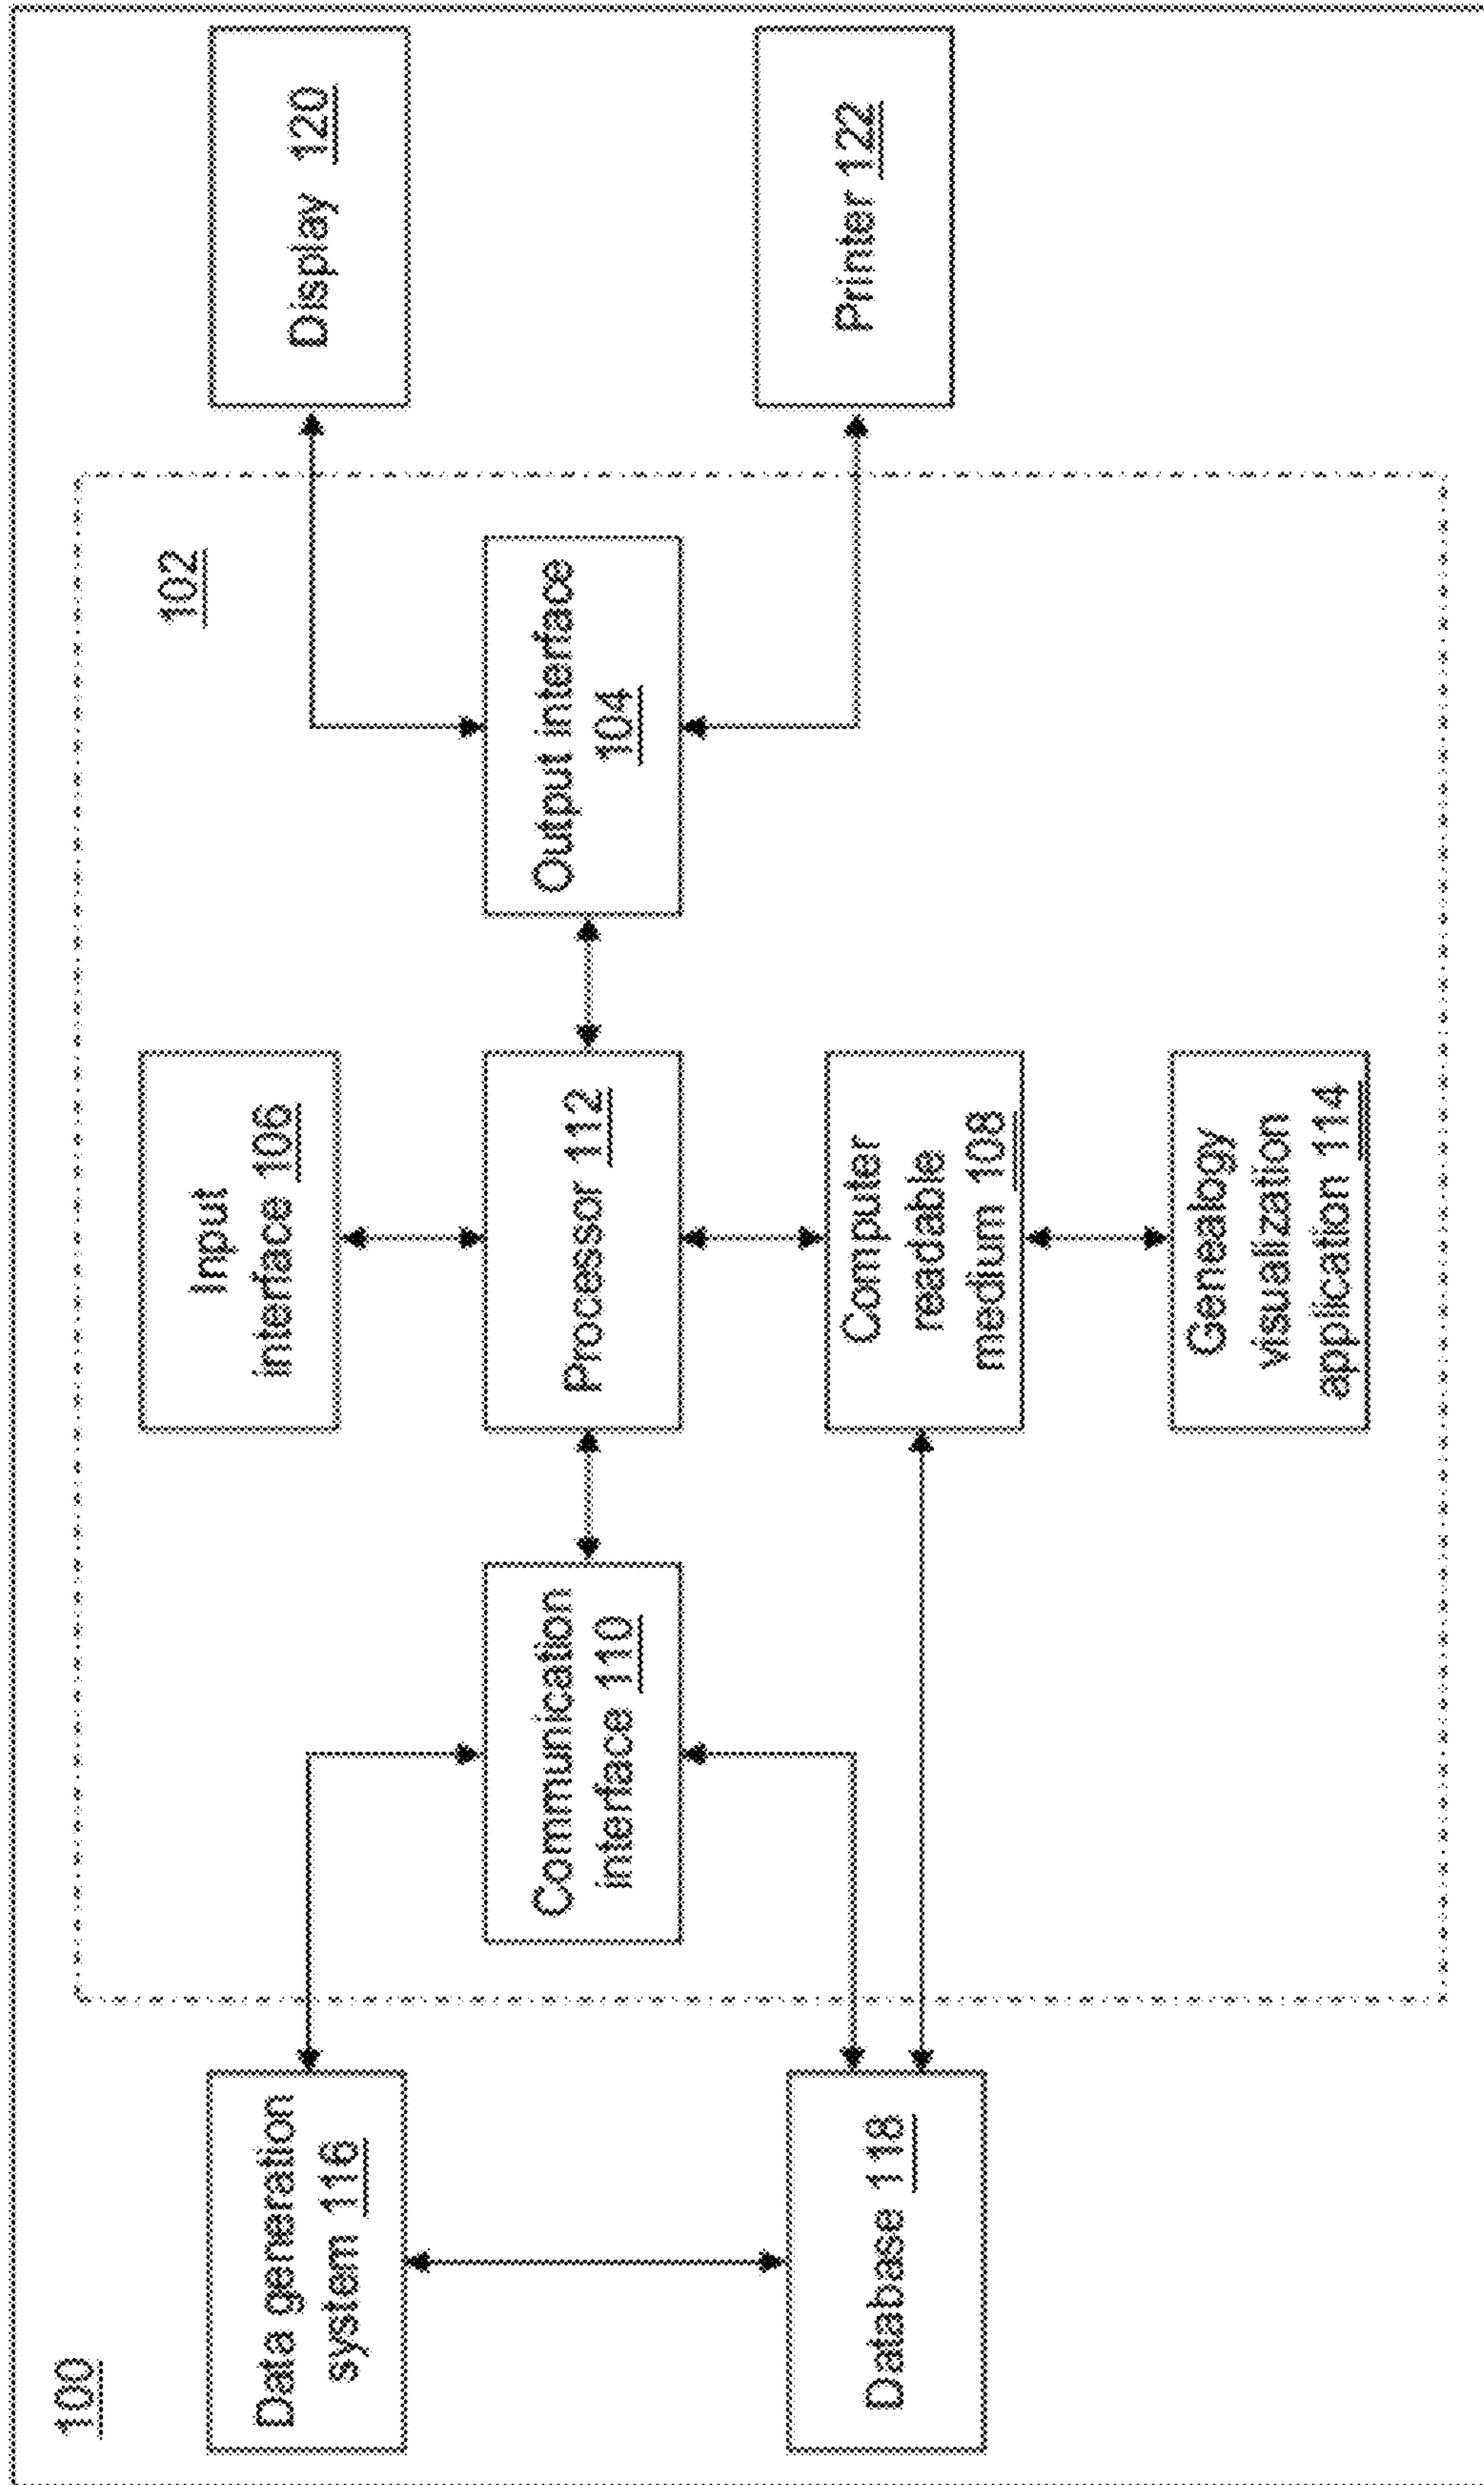 100
Data generation
system 116
Database 118
Communication
interface 110
Input
interface 106
Processor 112
Computer
readable
medium 108
Genealogy
visualization
application 114
102
Output interface
104
Display 120
Printer 122